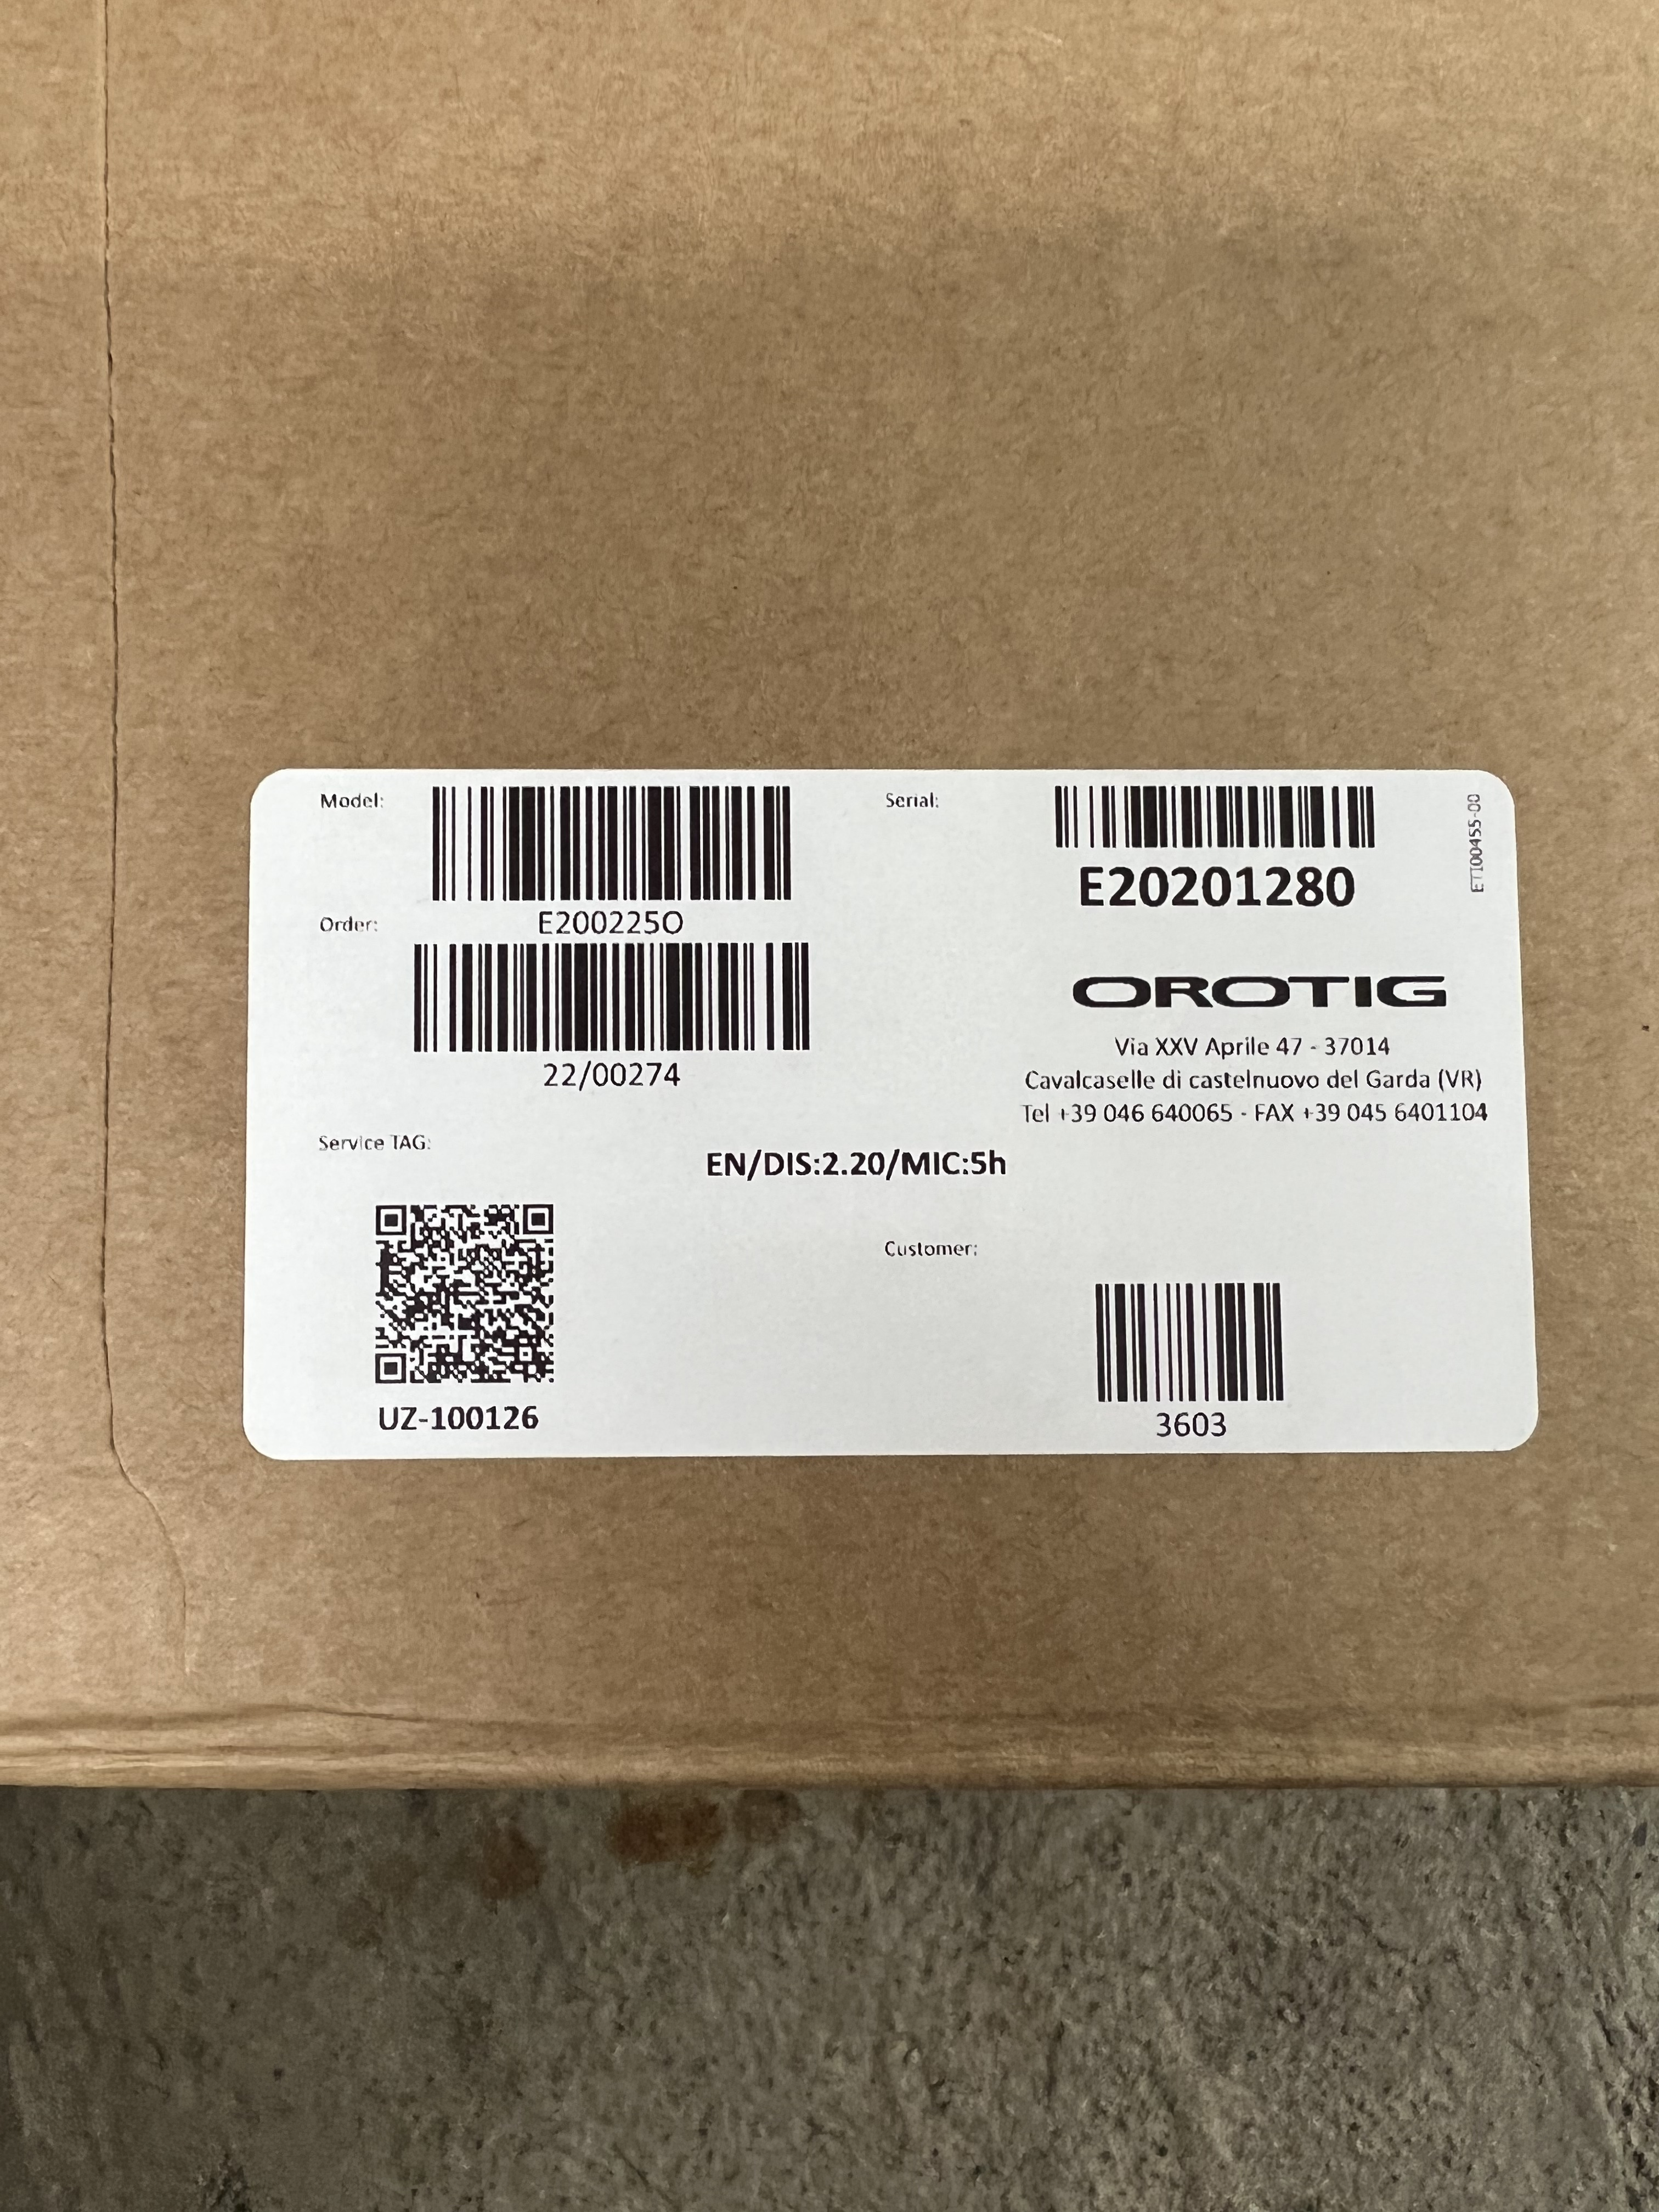 Model:
E200225O
Order:
22/00274
Serial:
E20201280
ETI00455-00
OROTIG
Via XXV Aprile 47 - 37014
Cavalcaselle di castelnuovo del Garda (VR)
Tel +39 046 640065 - FAX +39 045 6401104
Service TAG:
EN/DIS:2.20/MIC:5h
UZ-100126
Customer:
3603